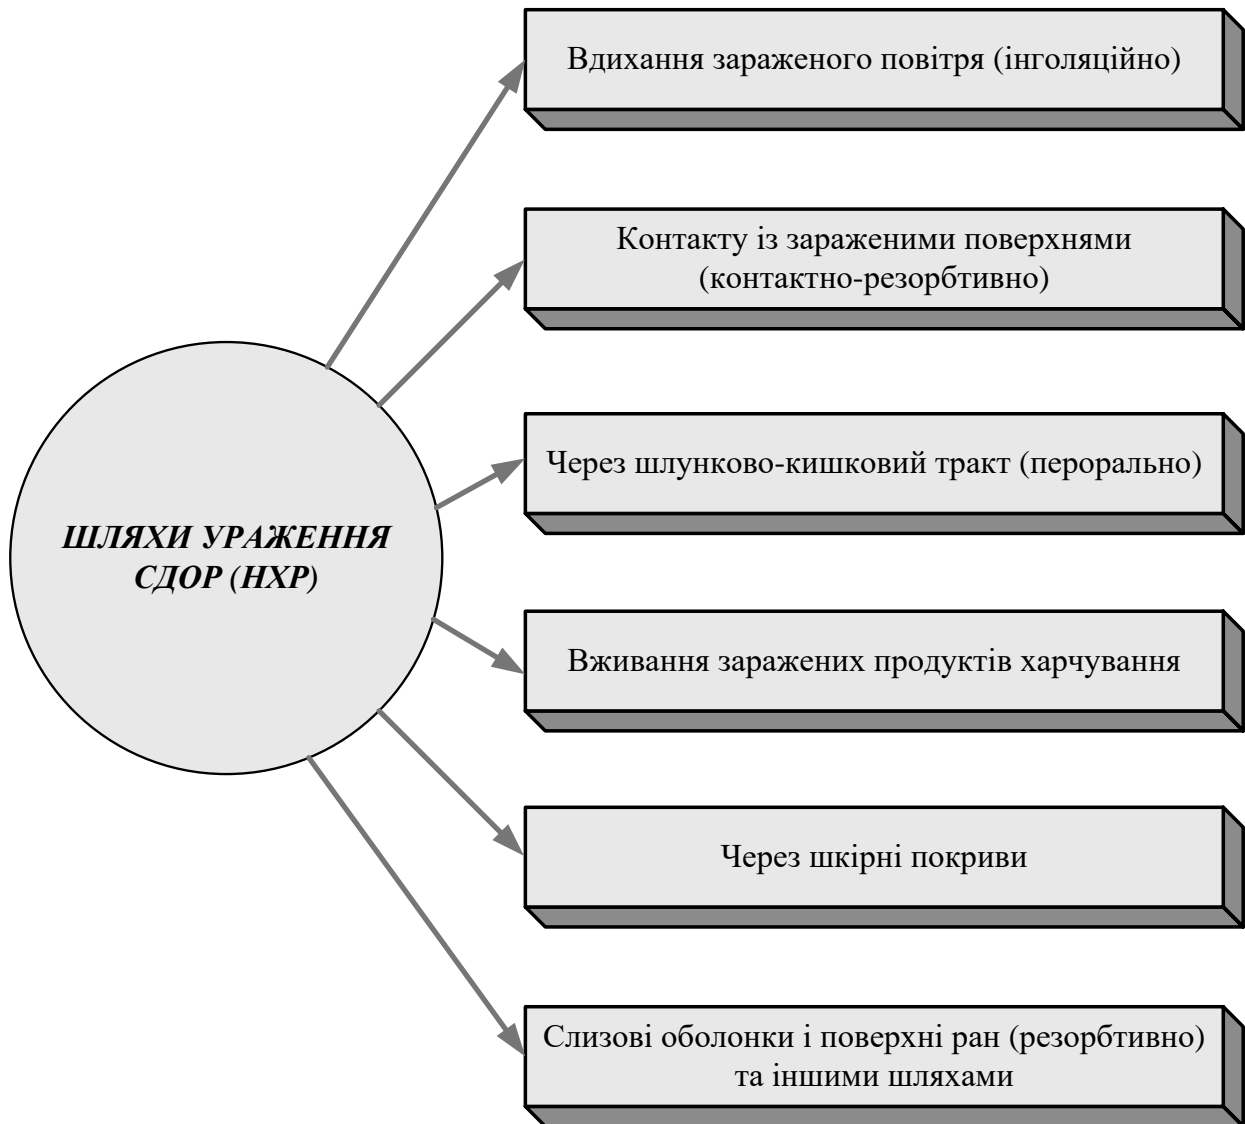 Вдихання зараженого повітря (інголяційно)
Контакту із зараженими поверхнями
(контактно-резорбтивно)
Через шлунково-кишковий тракт (перорально)
ШЛЯХИ УРАЖЕННЯ
СДОР (НХР)
Вживання заражених продуктів харчування
Через шкірні покриви
Слизові оболонки і поверхні ран (резорбтивно)
та іншими шляхами